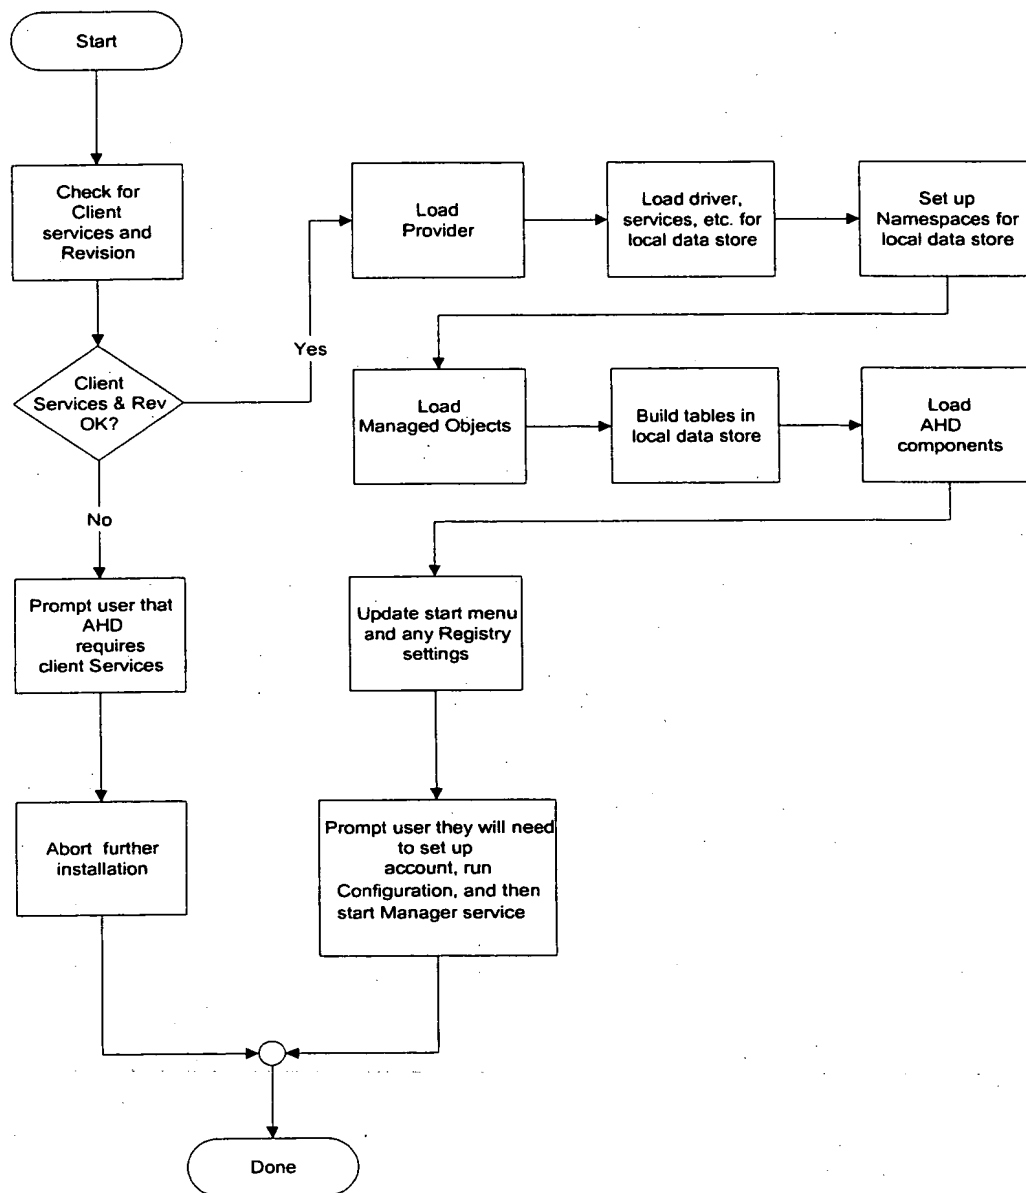 Start
Check for
Client
services and
Revision
Load
Provider
Load driver,
services, etc. for
local data store
Set up
Namespaces for
local data store
Yes
Client
Services & Rev
OK?
Load
Managed Objects
Build tables in
local data store
Load
AHD
components
No
Prompt user that
AHD
requires
client Services
Update start menu
and any Registry
settings
Abort further
installation
Prompt user they will need
to set up
account, run
Configuration, and then
start Manager service
Done